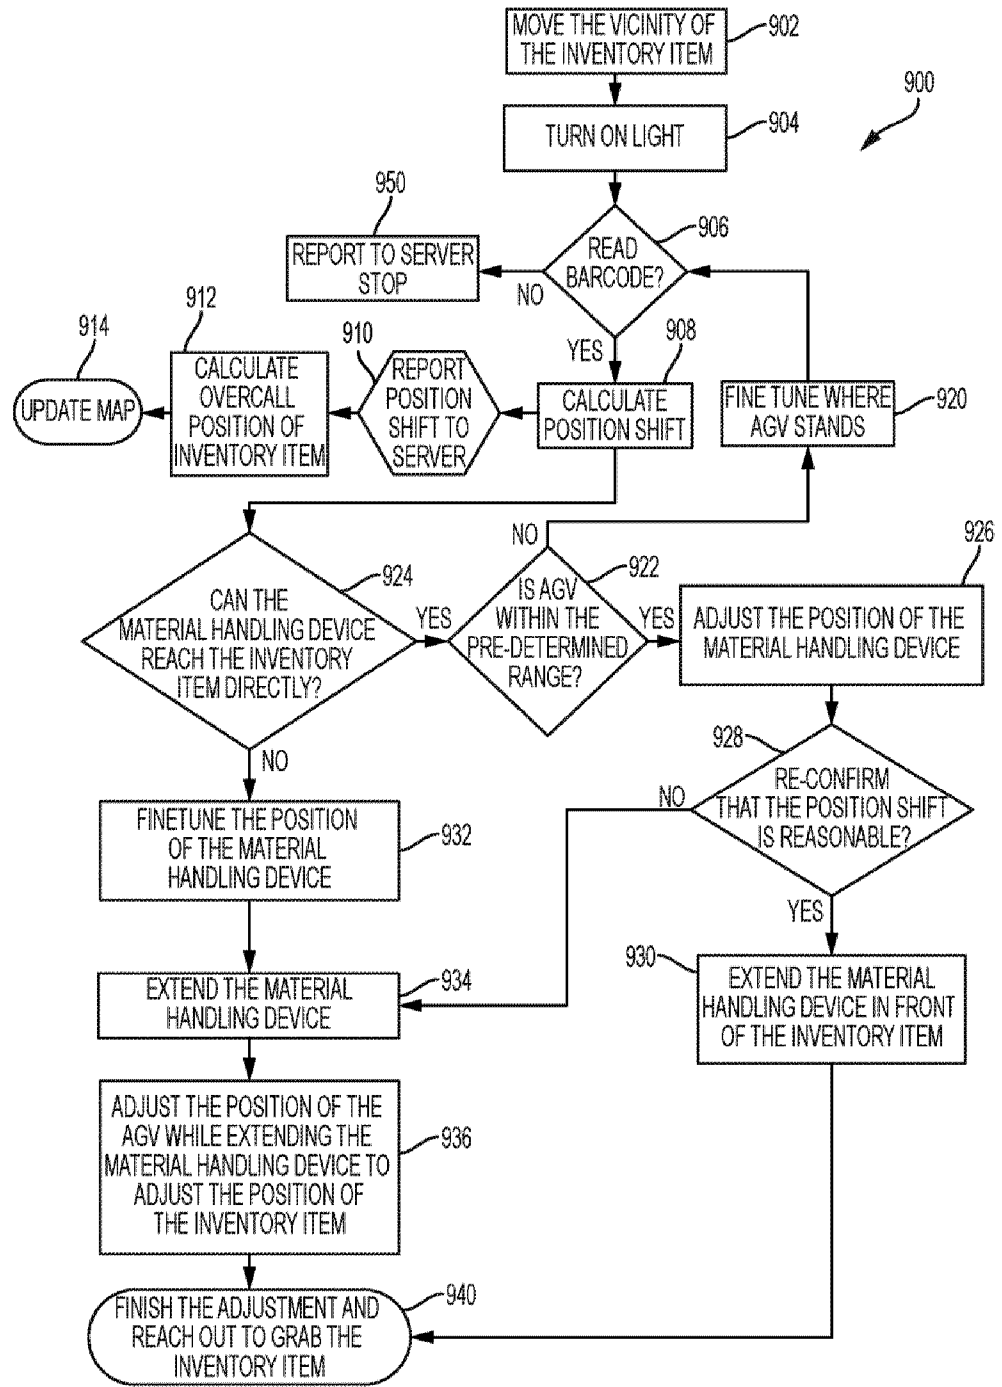 MOVE THE VICINITY OF
THE INVENTORY ITEM
902
900
TURN ON LIGHT
904
950
REPORT TO SERVER
STOP
READ
BARCODE?
906
NO
YES
914
UPDATE MAP
912
CALCULATE
OVERCALL
POSITION OF
INVENTORY ITEM
910
REPORT
POSITION
SHIFT TO
SERVER
908
CALCULATE
POSITION SHIFT
FINE TUNE WHERE
AGV STANDS
920
924
CAN THE
MATERIAL HANDLING DEVICE
REACH THE INVENTORY
ITEM DIRECTLY?
YES
NO
NO
922
IS AGV
WITHIN THE
PRE-DETERMINED
RANGE?
YES
926
ADJUST THE POSITION OF THE
MATERIAL HANDLING DEVICE
928
RE-CONFIRM
THAT THE POSITION SHIFT
IS REASONABLE?
NO
YES
FINETUNE THE POSITION
OF THE MATERIAL
HANDLING DEVICE
932
930
EXTEND THE MATERIAL
HANDLING DEVICE IN FRONT
OF THE INVENTORY ITEM
EXTEND THE MATERIAL
HANDLING DEVICE
934
ADJUST THE POSITION OF THE
AGV WHILE EXTENDING THE
MATERIAL HANDLING DEVICE TO
ADJUST THE POSITION OF
THE INVENTORY ITEM
936
FINISH THE ADJUSTMENT AND
REACH OUT TO GRAB THE
INVENTORY ITEM
940